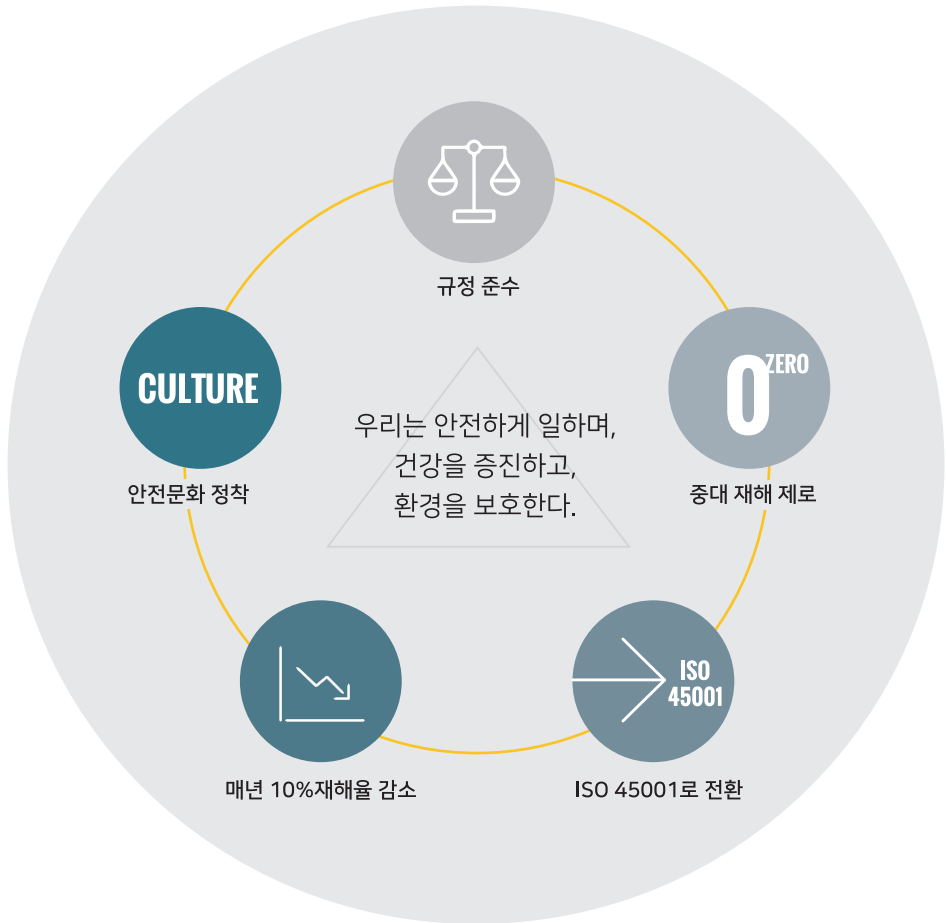 규정 준수
CULTURE
안전문화 정착
0 ZERO
중대 재해 제로
우리는 안전하게 일하며,
건강을 증진하고,
환경을 보호한다.
매년 10%재해율 감소
ISO
45001
ISO 45001로 전환